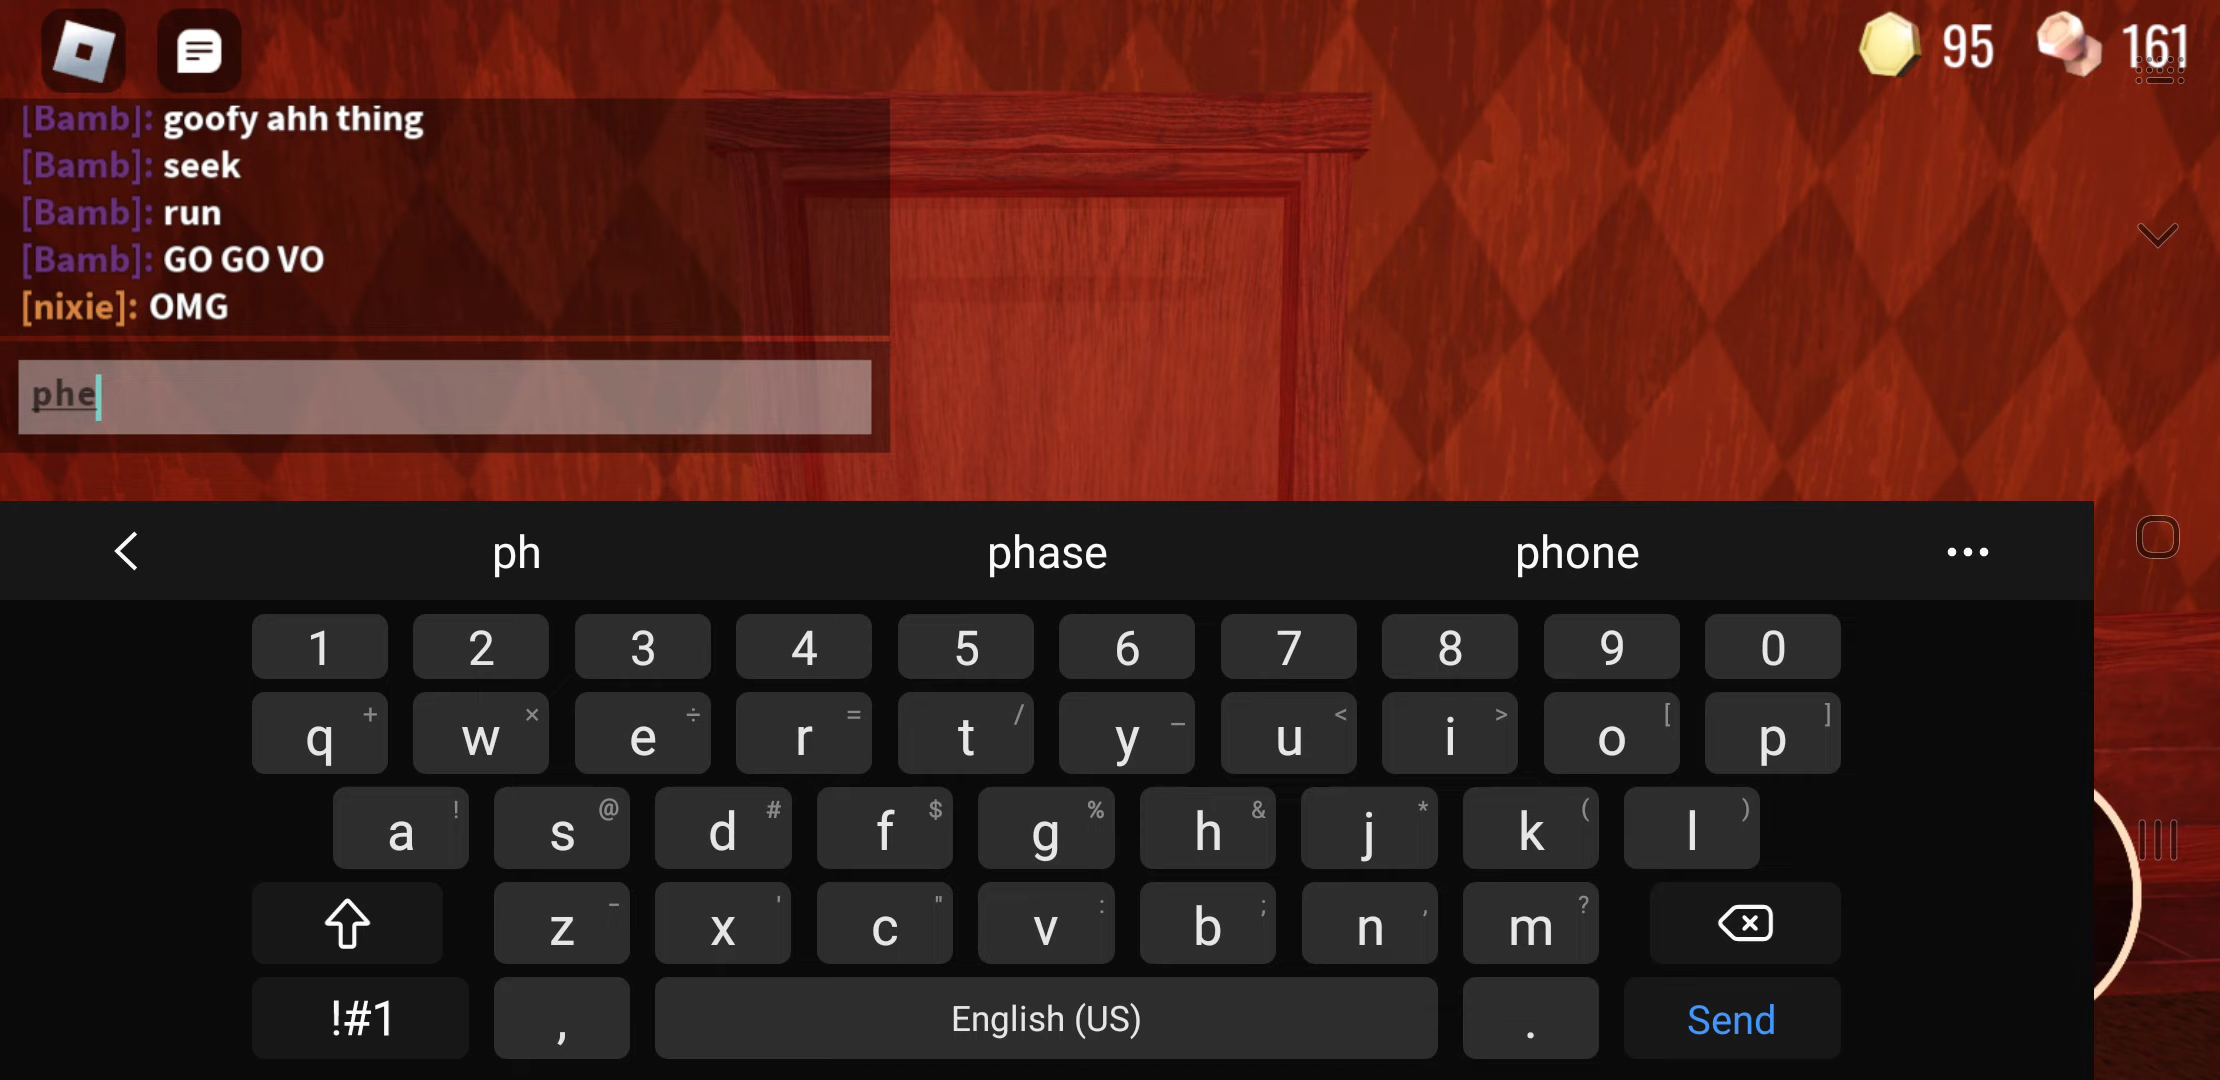 95 161
[Bamb]: goofy ahh thing
[Bamb]: seek
[Bamb]: run
[Bamb]: GO GO VO
[nixie]: OMG
phe
ph phase phone
1 2 3 4 5 6 7 8 9 0
q + w × e ÷ r = t / y _ u < i > o [ p ]
a ! s @ d # f $ g % h & j * k ( l )
z - x ' c " v : b ; n , m ?
!#1 , English (US) . Send